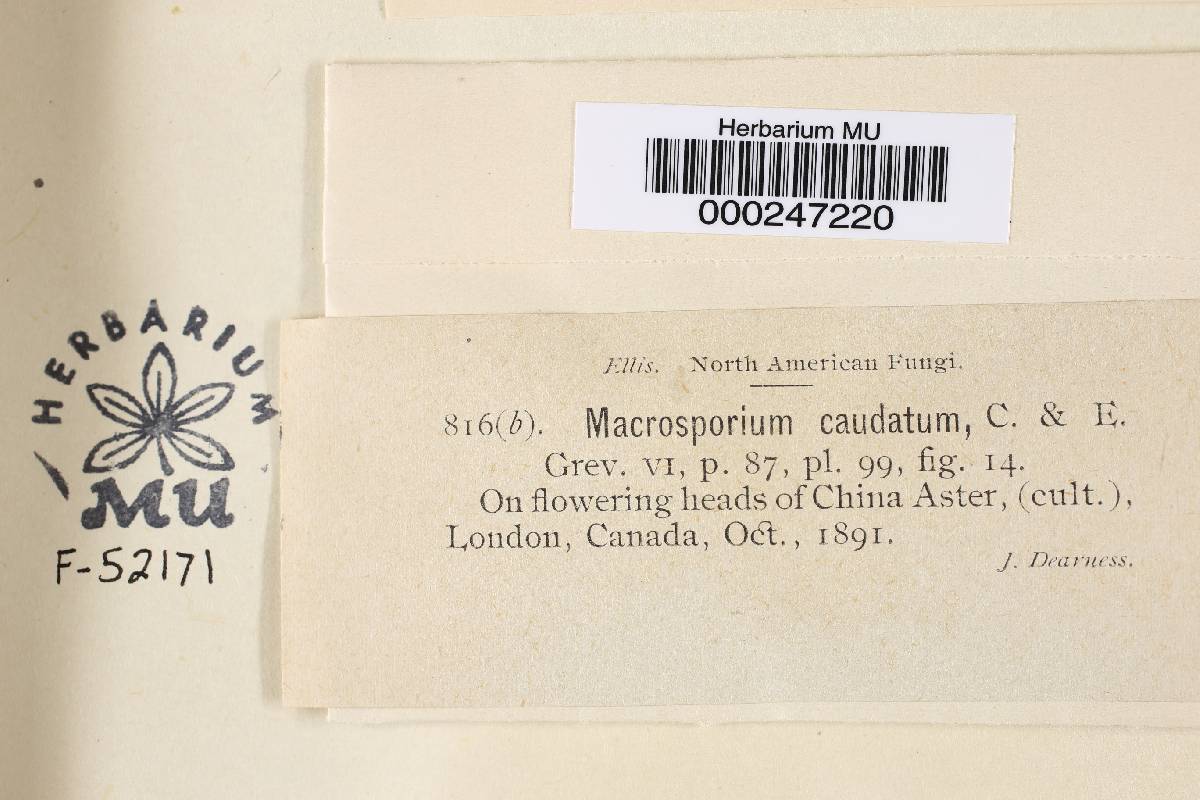 Herbarium MU
000247220
HERBARIUM
MU
F-52171
Ellis. North American Fungi.
816(b). Macrosporium caudatum, C. & E.
Grev. VI, p. 87, pl. 99, fig. 14.
On flowering heads of China Aster, (cult.),
London, Canada, Oct., 1891.
J. Dearness.